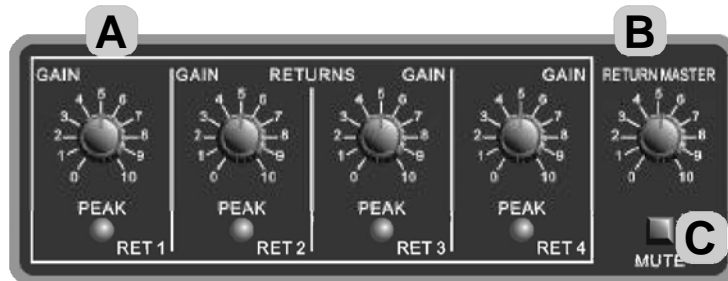 A B
GAIN GAIN RETURNS GAIN GAIN RETURN MASTER
5 5 5 5 5
4 6 4 6 4 6 4 6 4 6
3 7 3 7 3 7 3 7 3 7
2 8 2 8 2 8 2 8 2 8
1 9 1 9 1 9 1 9 1 9
0 10 0 10 0 10 0 10 0 10
PEAK PEAK PEAK PEAK
C
RET 1 RET 2 RET 3 RET 4
MUTE